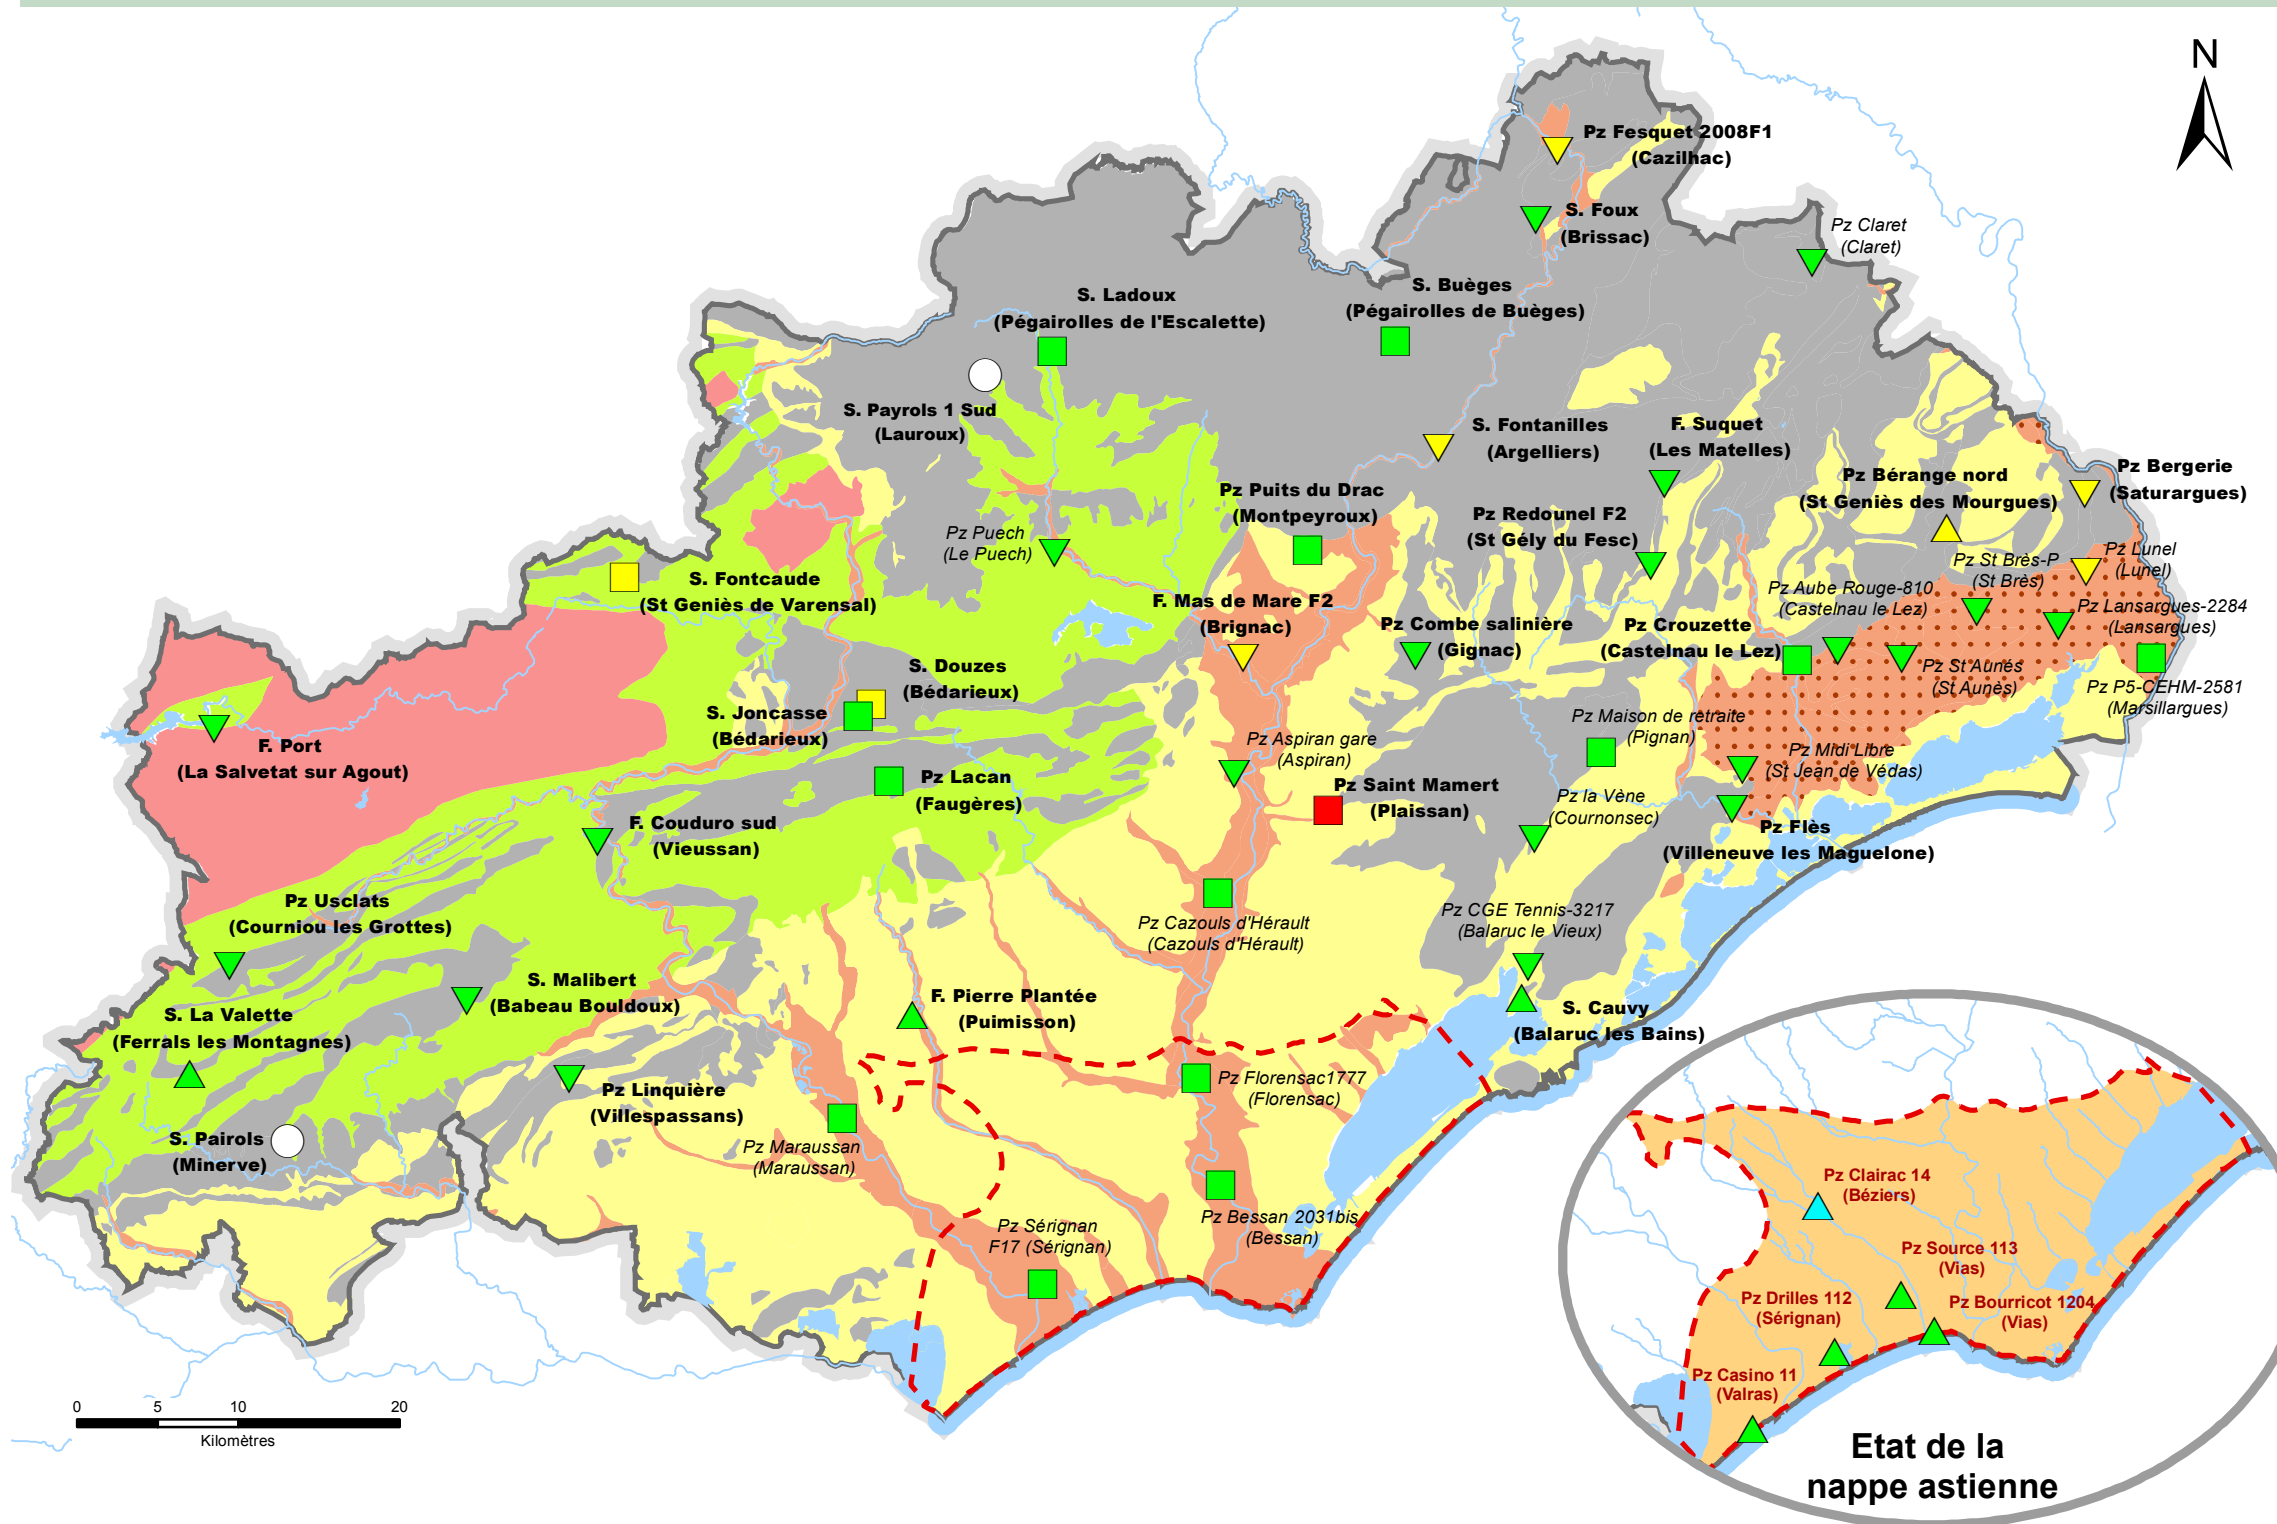 N
Pz Fesquet 2008F1
(Cazilhac)
S. Foux
(Brissac)
Pz Claret
(Claret)
S. Buèges
(Pégairolles de Buèges)
S. Ladoux
(Pégairolles de l'Escalette)
S. Payrols 1 Sud
(Lauroux)
S. Fontanilles
(Argelliers)
F. Suquet
(Les Matelles)
Pz Bérange nord
(St Geniès des Mourgues)
Pz Bergerie
(Saturargues)
Pz Puits du Drac
(Montpeyroux)
Pz Redounel F2
(St Gély du Fesc)
Pz Puech
(Le Puech)
Pz St Brès-P
(St Brès)
Pz Lunel
(Lunel)
S. Fontcaude
(St Geniès de Varensal)
Pz Aube Rouge-810
(Castelnau le Lez)
F. Mas de Mare F2
(Brignac)
Pz Lansargues-2284
(Lansargues)
Pz Combe salinière
(Gignac)
Pz Crouzette
(Castelnau le Lez)
S. Douzes
(Bédarieux)
Pz St Aunés
(St Aunès)
Pz P5-CEHM-2581
(Marsillargues)
S. Joncasse
(Bédarieux)
Pz Maison de retraite
(Pignan)
F. Port
(La Salvetat sur Agout)
Pz Aspiran gare
(Aspiran)
Pz Midi Libre
(St Jean de Védas)
Pz Lacan
(Faugères)
Pz Saint Mamert
(Plaissan)
Pz la Vène
(Cournonsec)
F. Couduro sud
(Vieussan)
Pz Flès
(Villeneuve les Maguelone)
Pz Usclats
(Courniou les Grottes)
Pz Cazouls d'Hérault
(Cazouls d'Hérault)
Pz CGE Tennis-3217
(Balaruc le Vieux)
S. Malibert
(Babeau Bouldoux)
F. Pierre Plantée
(Puimisson)
S. La Valette
(Ferrals les Montagnes)
S. Cauvy
(Balaruc les Bains)
Pz Linquière
(Villespassans)
Pz Florensac1777
(Florensac)
S. Pairols
(Minerve)
Pz Maraussan
(Maraussan)
Pz Sérignan
F17 (Sérignan)
Pz Bessan 2031bis
(Bessan)
Pz Clairac 14
(Béziers)
Pz Source 113
(Vias)
Pz Drilles 112
(Sérignan)
Pz Bourricot 1204
(Vias)
Pz Casino 11
(Valras)
0 5 10 20
Kilomètres
Etat de la
nappe astienne